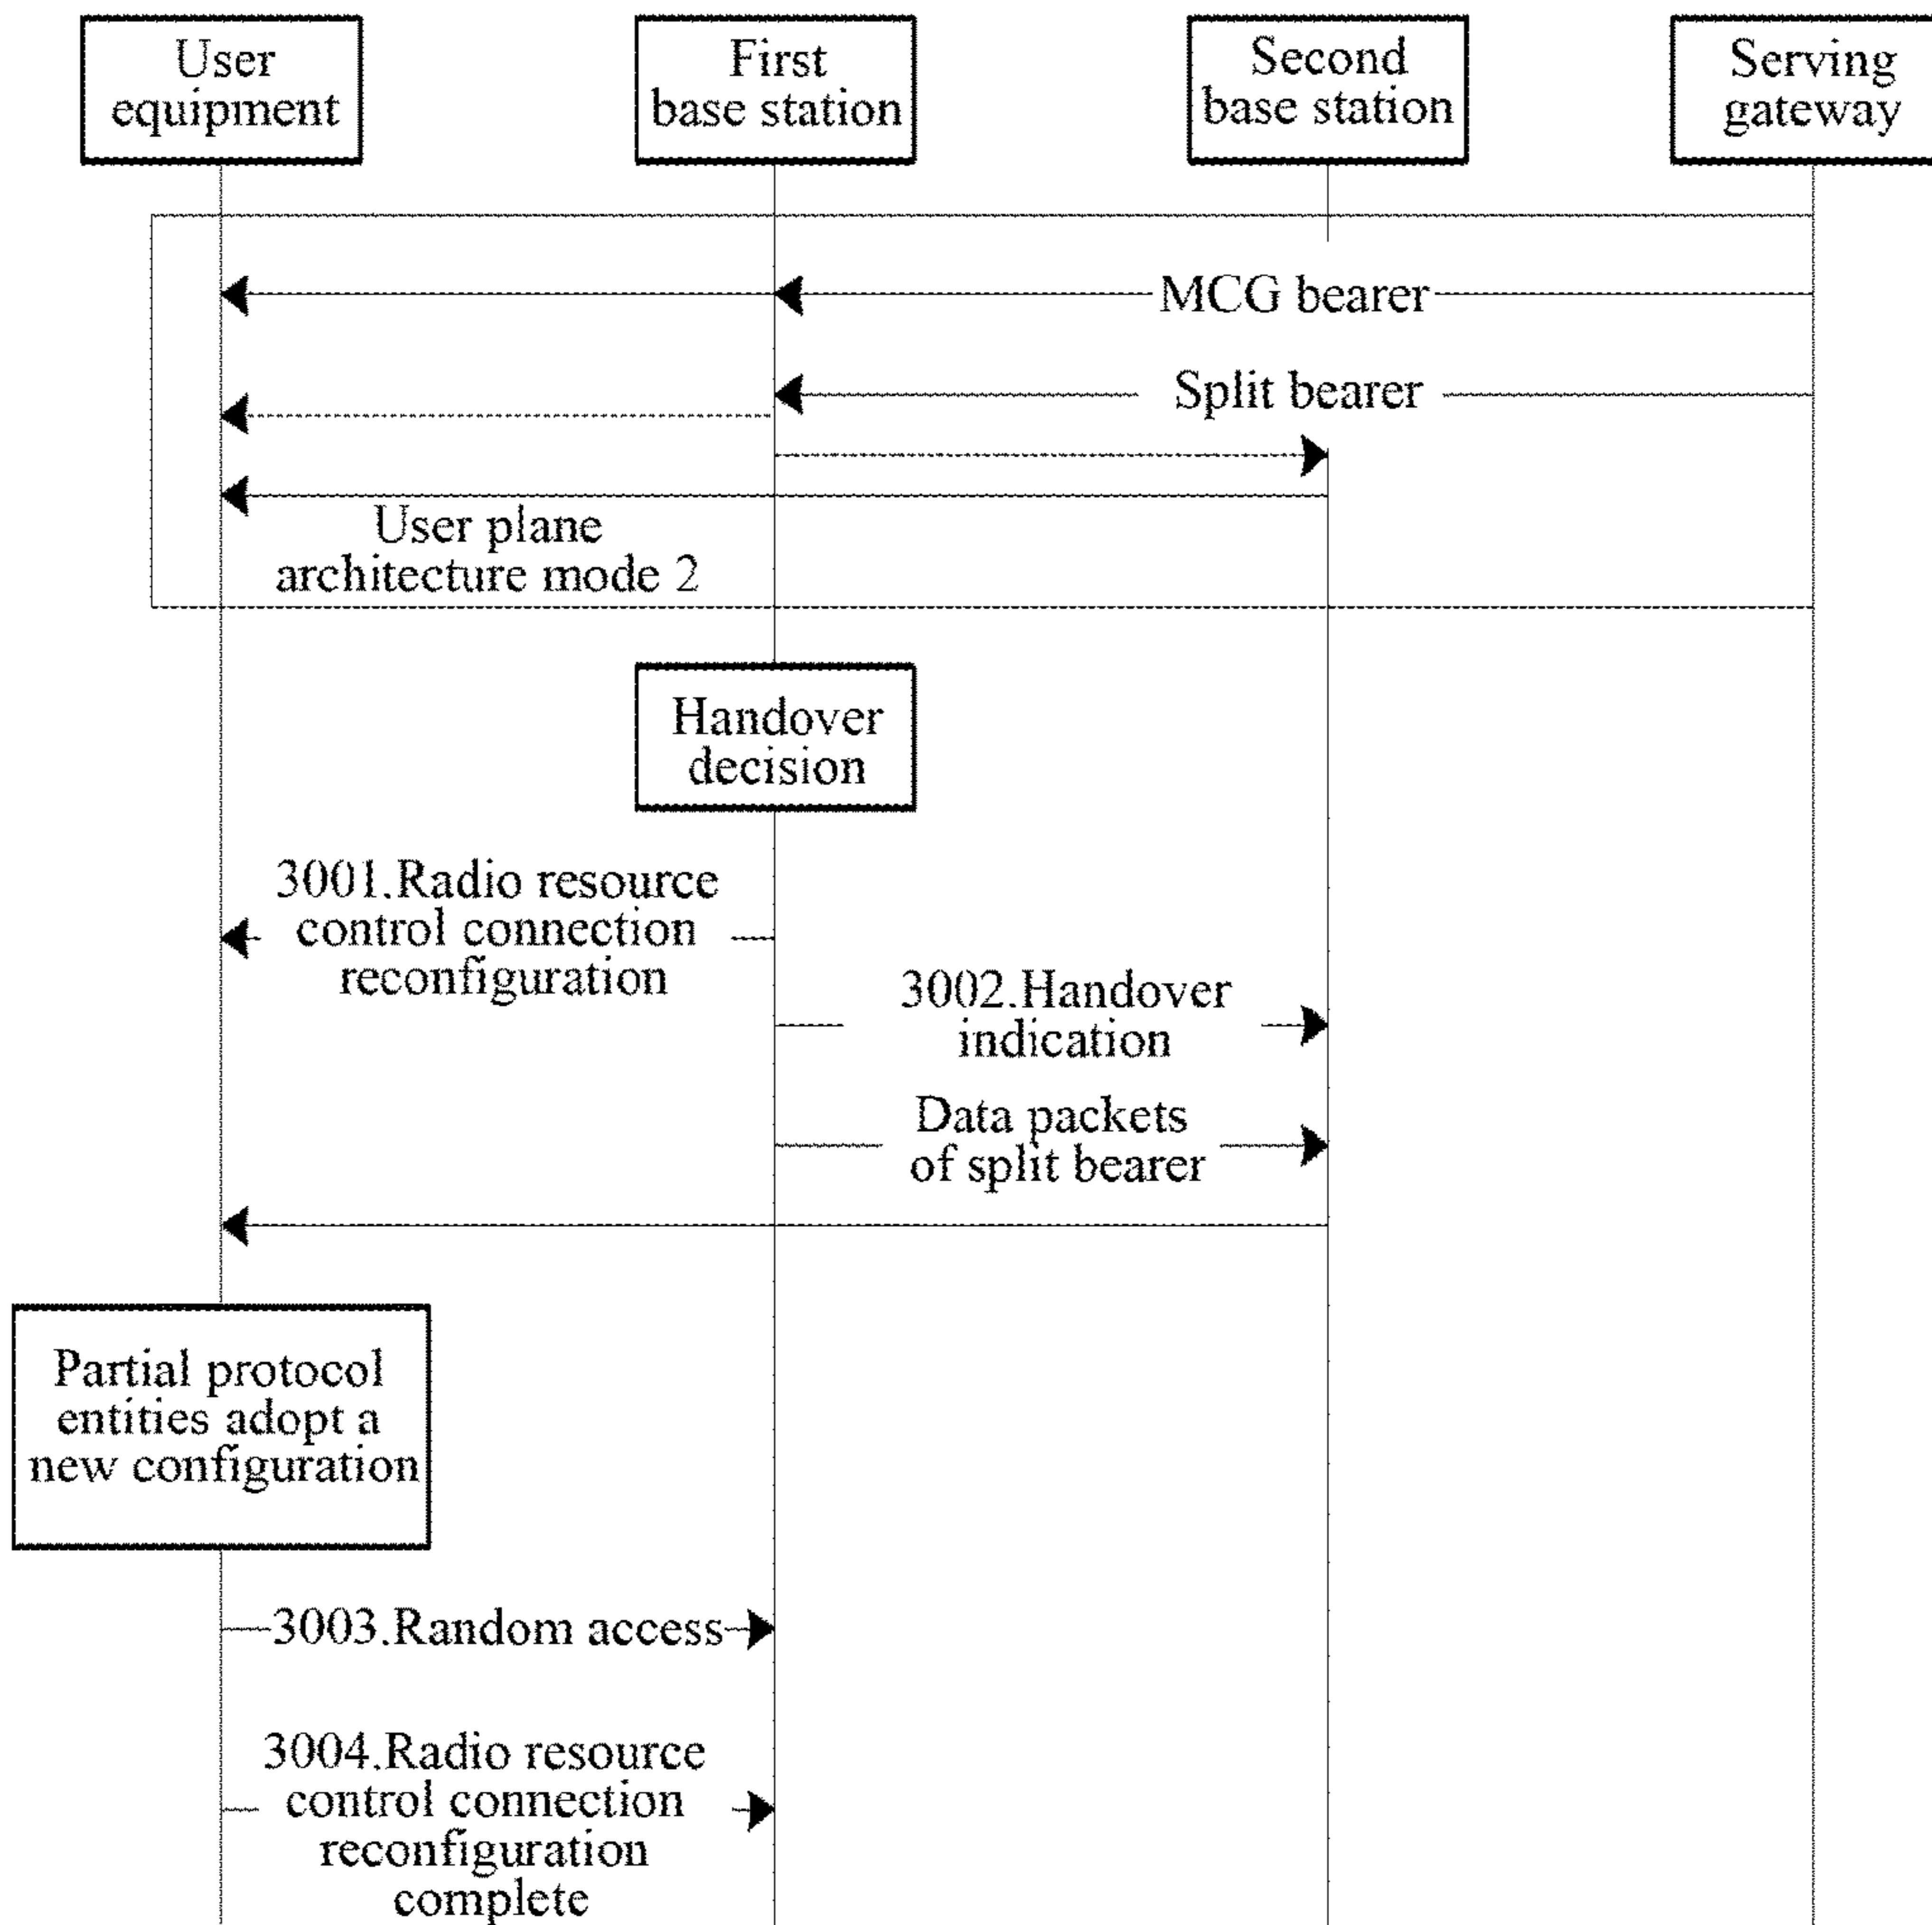 User
equipment
First
base station
Second
base station
Serving
gateway
MCG bearer
Split bearer
User plane
architecture mode 2
Handover
decision
3001.Radio resource
control connection
reconfiguration
3002.Handover
indication
Data packets
of split bearer
Partial protocol
entities adopt a
new configuration
3003.Random access
3004.Radio resource
control connection
reconfiguration
complete